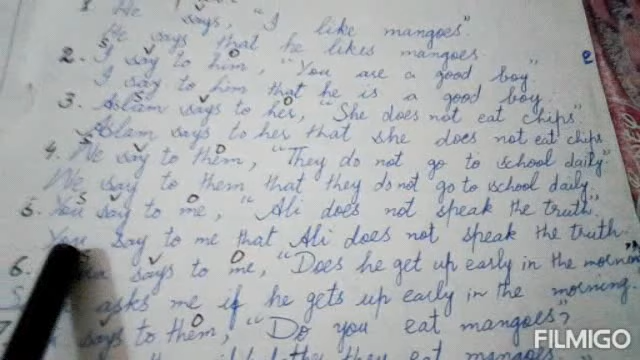 1. He says, "I like mangoes".
He says that he likes mangoes.
2. I say to him, "You are a good boy".
I say to him that he is a good boy.
3. Aslam says to her, "She does not eat chips"
Aslam says to her that she does not eat chips
4. We say to them, "They do not go to school daily"
We say to them that they do not go to school daily
5. You say to me, "Ali does not speak the truth".
You say to me that Ali does not speak the truth.
6. says to me, "Does he get up early in the
asks me if he gets up early in the morning.
says to them, "Do you eat mangoes?
they eat
FILMIGO